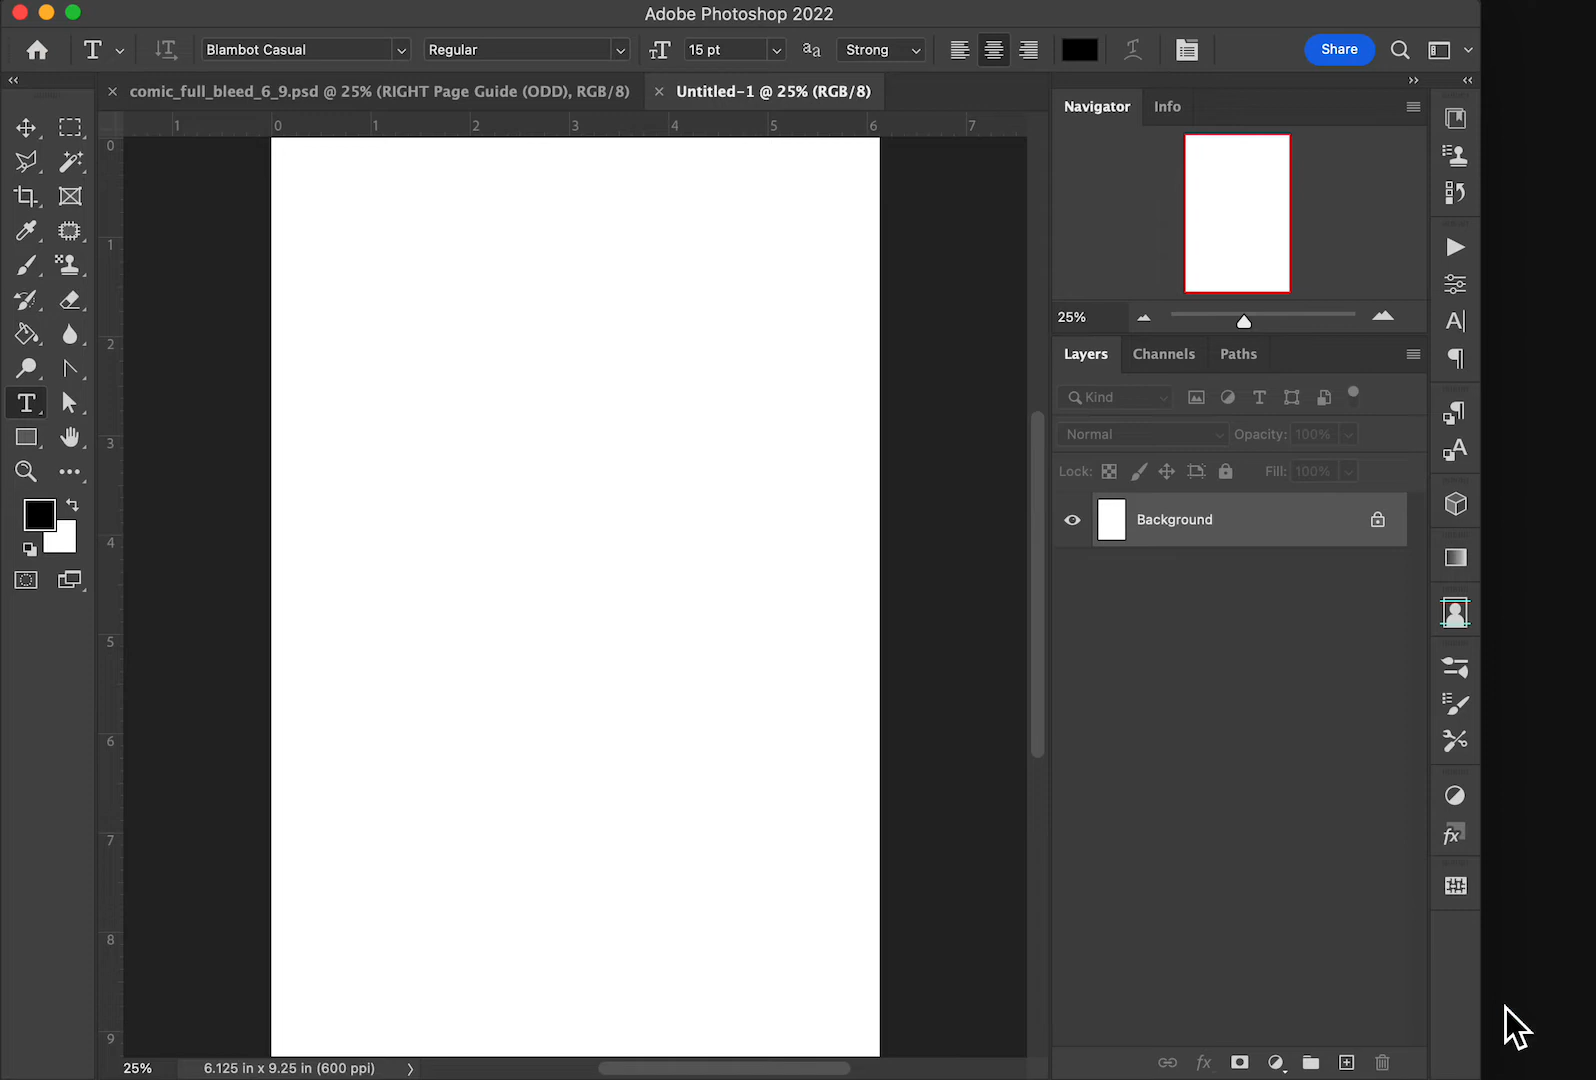 Adobe Photoshop 2022
Blambot Casual Regular 15 pt aa Strong Share
comic_full_bleed_6_9.psd @ 25% (RIGHT Page Guide (ODD), RGB/8) Untitled-1 @ 25% (RGB/8)
1 0 1 2 3 4 5 6 7
0
1
2
3
4
5
6
7
8
9
Navigator Info
25%
Layers Channels Paths
Kind
Normal Opacity: 100%
Lock: Fill: 100%
Background
fx
fx
25% 6.125 in x 9.25 in (600 ppi)